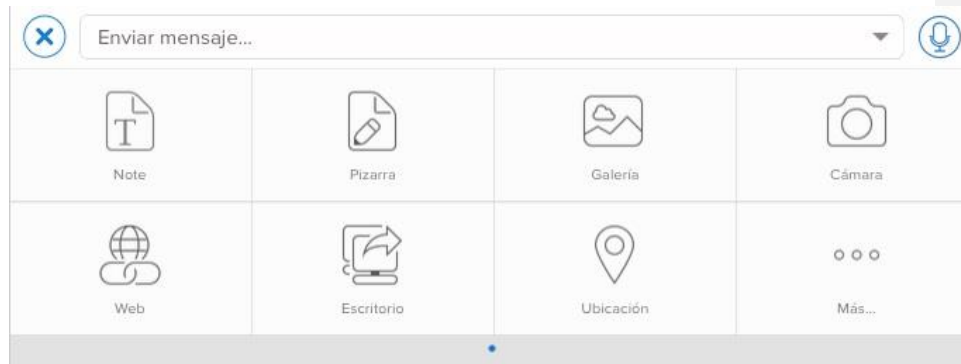 Enviar mensaje...
Note
Pizarra
Galería
Cámara
Web
Escritorio
Ubicación
Más...